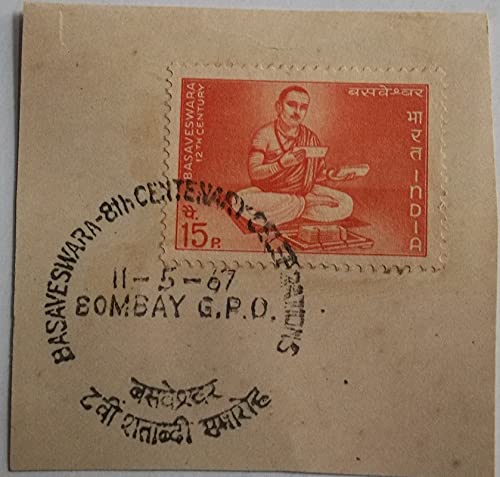 BASAVESWARA
12TH CENTURY
बसवेश्वर
भारत
INDIA
पै.
15 P.
BASAVESWARA-8th CENTENARY CELEBRATIONS
11-5-67
BOMBAY G.P.O.
बसवेश्वर
८वीं शताब्दी समारोह